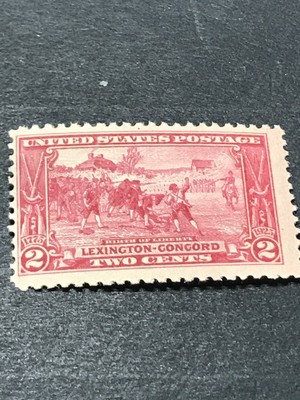 UNITED STATES POSTAGE
1775 1925
BIRTH OF LIBERTY
LEXINGTON-CONCORD
2 TWO CENTS 2